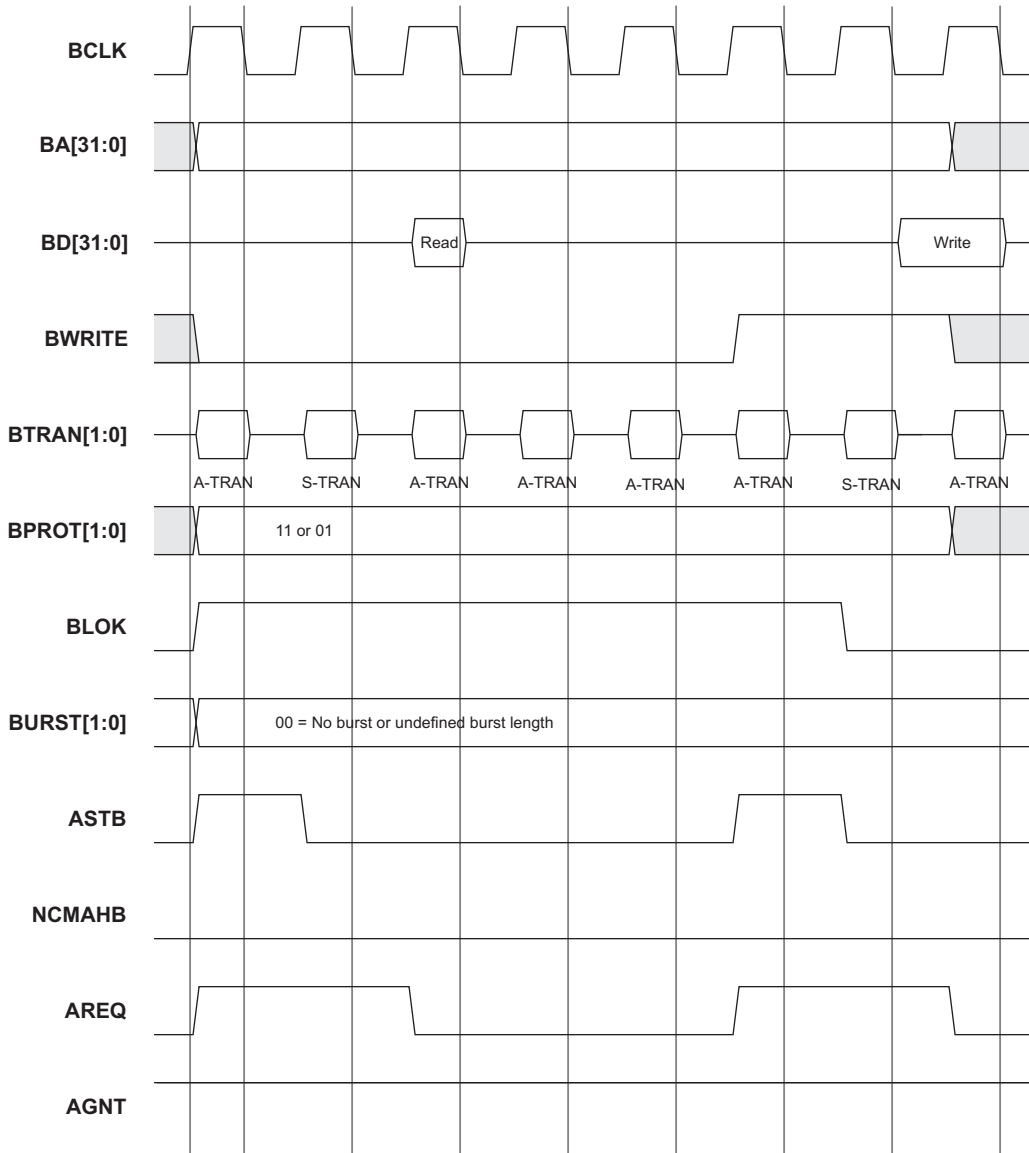 BCLK
BA[31:0]
BD[31:0]
Read
Write
BWRITE
BTRAN[1:0]
A-TRAN S-TRAN A-TRAN A-TRAN A-TRAN A-TRAN S-TRAN A-TRAN
BPROT[1:0]
11 or 01
BLOK
BURST[1:0]
00 = No burst or undefined burst length
ASTB
NCMAHB
AREQ
AGNT